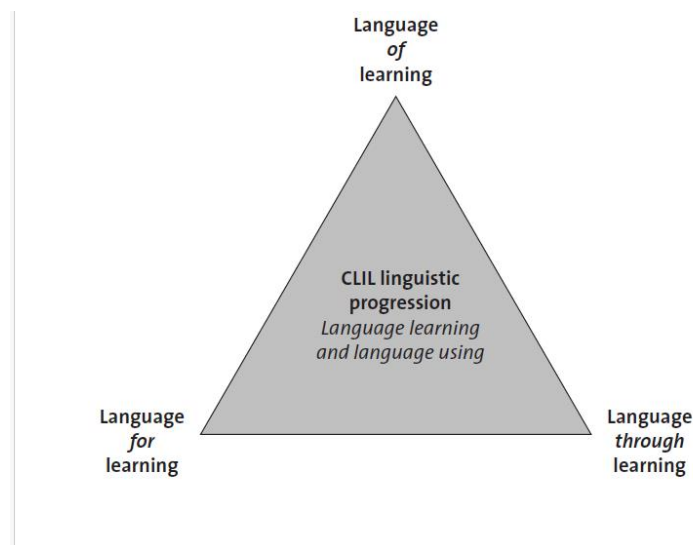 Language
of
learning
CLIL linguistic
progression
Language learning
and language using
Language
for
learning
Language
through
learning